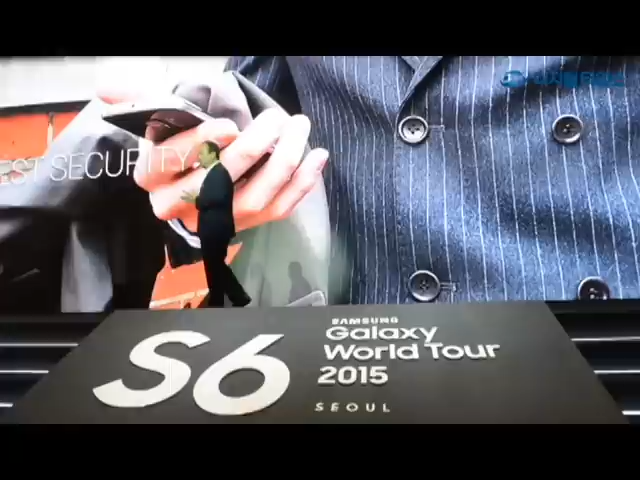 EST SECURITY
S6
SAMSUNG
Galaxy
World Tour
2015
SEOUL